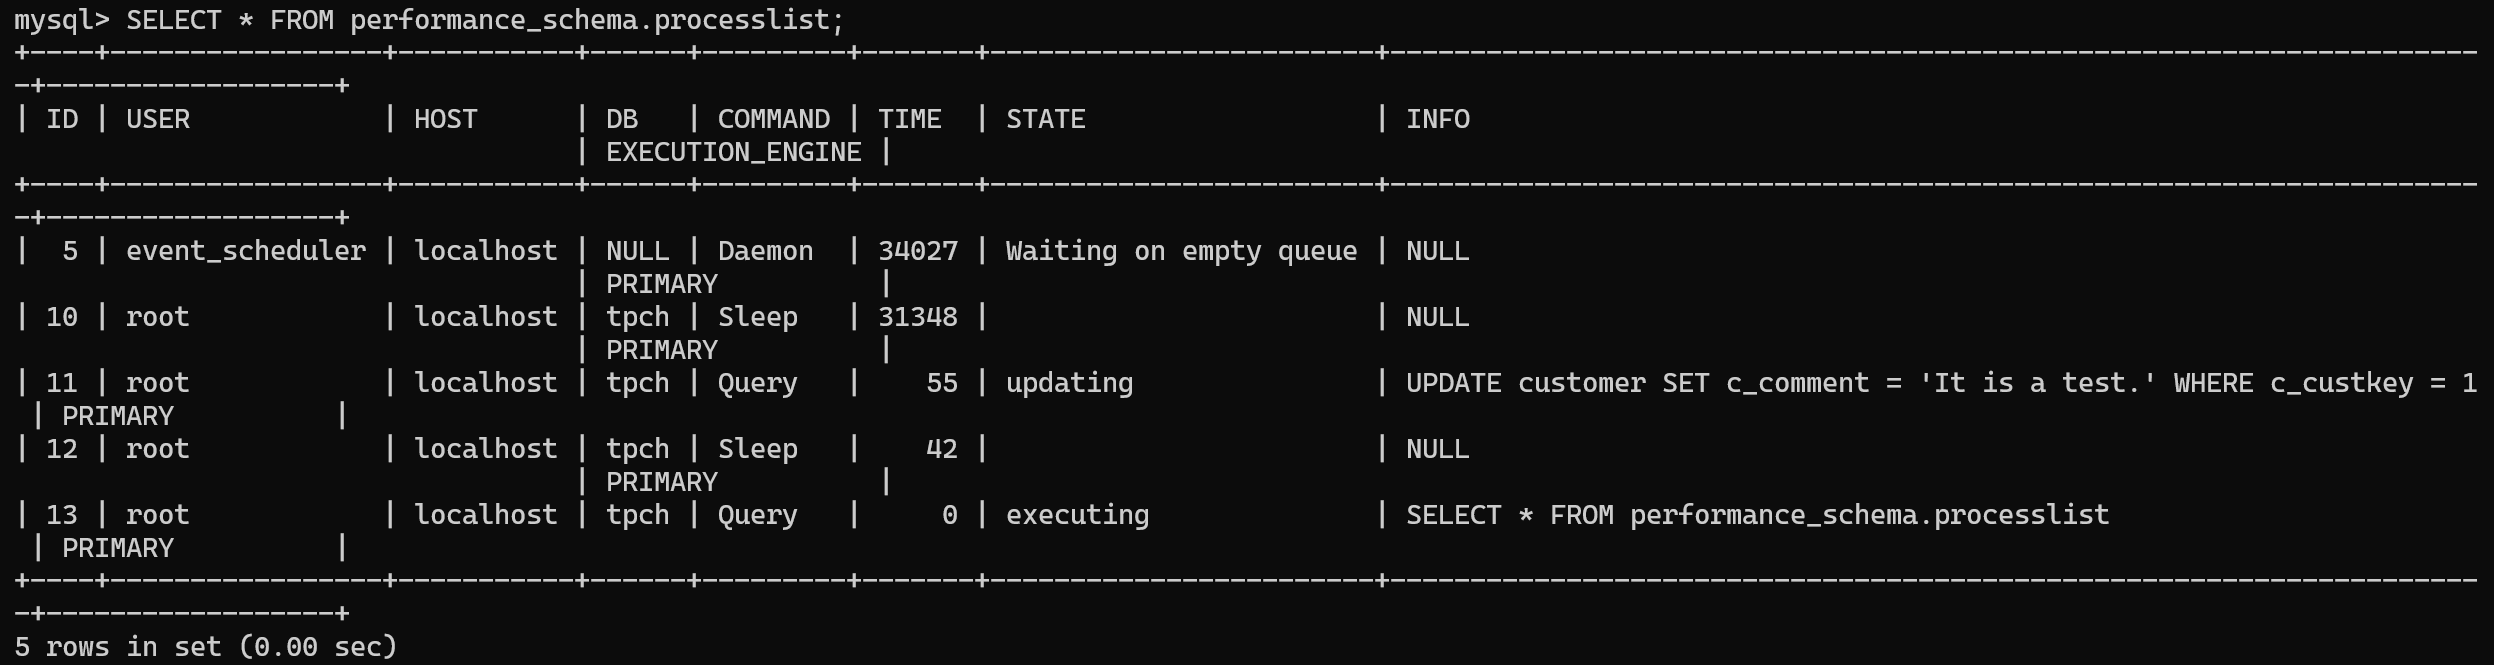 mysql> SELECT * FROM performance_schema.processlist;
+----+-----------------+-----------+------+---------+-------+------------------------+--------------------------------------------------------------------
-+------------------+
| ID | USER            | HOST      | DB   | COMMAND | TIME  | STATE                  | INFO
                                   | EXECUTION_ENGINE |
+----+-----------------+-----------+------+---------+-------+------------------------+--------------------------------------------------------------------
-+------------------+
|  5 | event_scheduler | localhost | NULL | Daemon  | 34027 | Waiting on empty queue | NULL
                                   | PRIMARY          |
| 10 | root            | localhost | tpch | Sleep   | 31348 |                        | NULL
                                   | PRIMARY          |
| 11 | root            | localhost | tpch | Query   |    55 | updating               | UPDATE customer SET c_comment = 'It is a test.' WHERE c_custkey = 1
 | PRIMARY          |
| 12 | root            | localhost | tpch | Sleep   |    42 |                        | NULL
                                   | PRIMARY          |
| 13 | root            | localhost | tpch | Query   |     0 | executing              | SELECT * FROM performance_schema.processlist
 | PRIMARY          |
+----+-----------------+-----------+------+---------+-------+------------------------+--------------------------------------------------------------------
-+------------------+
5 rows in set (0.00 sec)